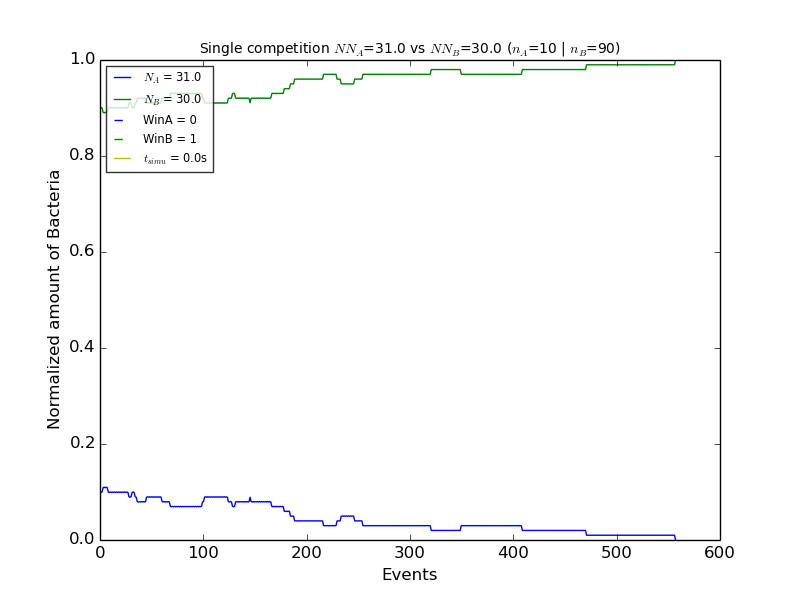 Single competition NN_A=31.0 vs NN_B=30.0 (n_A=10 | n_B=90)
1.0
0.8
0.6
0.4
0.2
0.0
Normalized amount of Bacteria
N_A = 31.0
N_B = 30.0
WinA = 0
WinB = 1
t_simu = 0.0s
0 100 200 300 400 500 600
Events